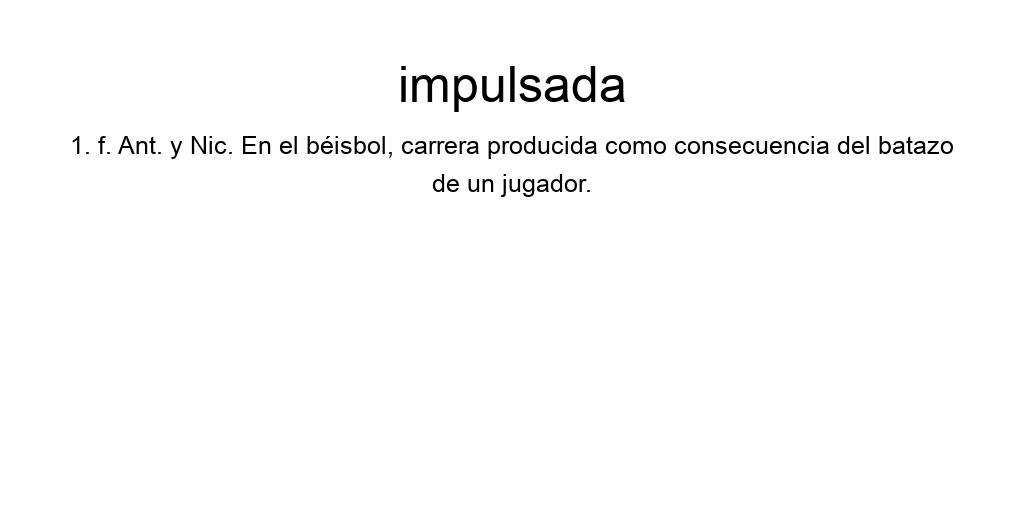 impulsada
1. f. Ant. y Nic. En el béisbol, carrera producida como consecuencia del batazo
de un jugador.